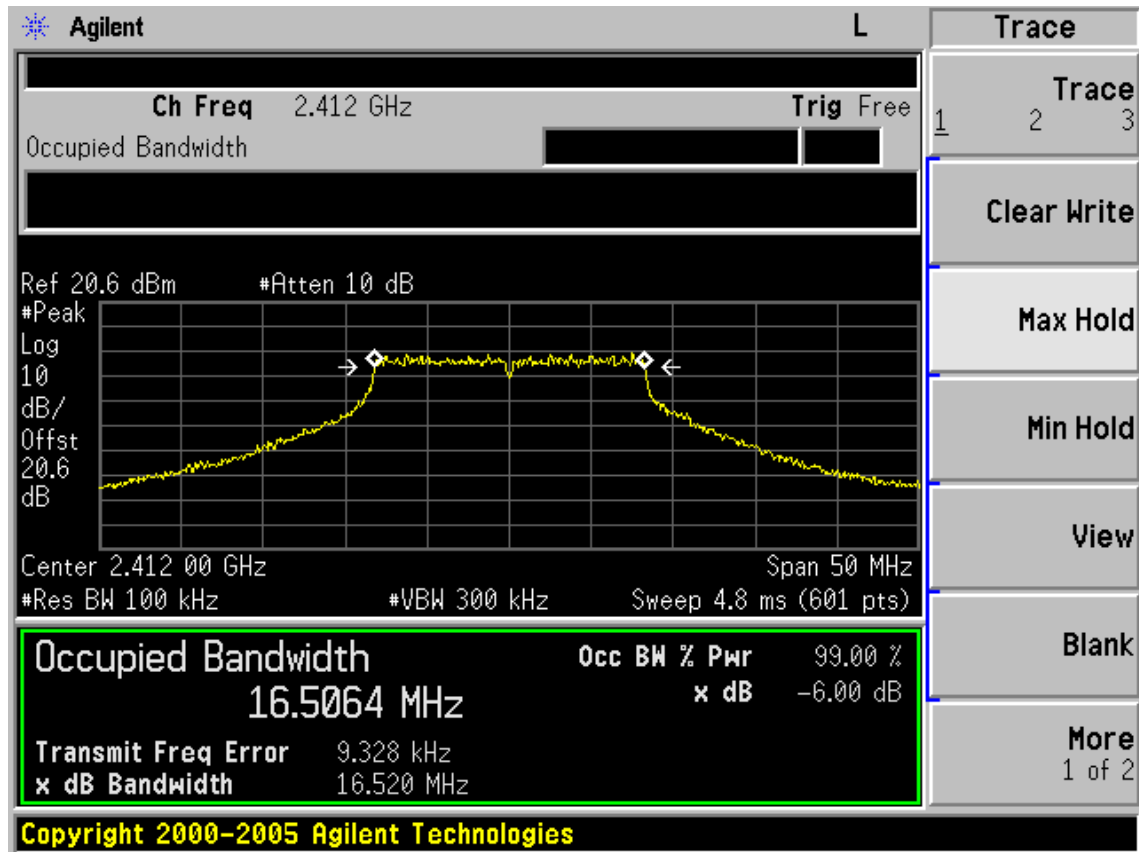 Agilent
L
Trace
Ch Freq 2.412 GHz
Trig Free
Occupied Bandwidth
Trace
1 2 3
Clear Write
Max Hold
Min Hold
View
Blank
More
1 of 2
Ref 20.6 dBm #Atten 10 dB
#Peak
Log
10
dB/
Offst
20.6
dB
Center 2.412 00 GHz Span 50 MHz
#Res BW 100 kHz #VBW 300 kHz Sweep 4.8 ms (601 pts)
Occupied Bandwidth
16.5064 MHz
Occ BW % Pwr 99.00 %
x dB -6.00 dB
Transmit Freq Error 9.328 kHz
x dB Bandwidth 16.520 MHz
Copyright 2000-2005 Agilent Technologies